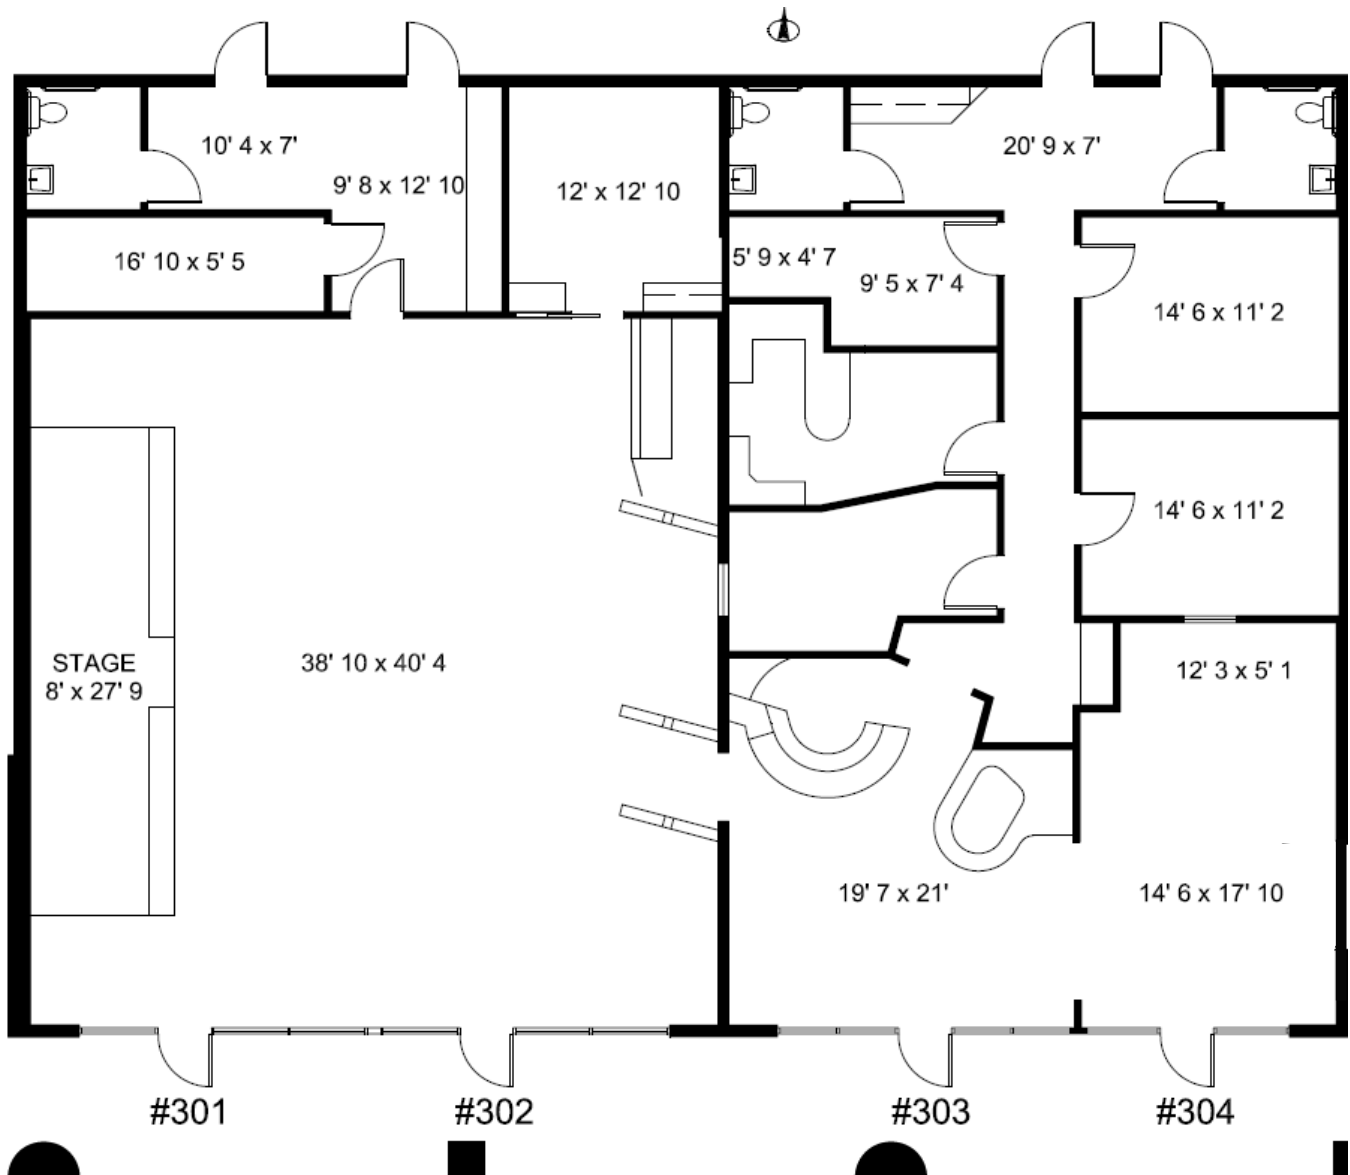 10' 4 x 7'
20' 9 x 7'
9' 8 x 12' 10
12' x 12' 10
16' 10 x 5' 5
5' 9 x 4' 7
9' 5 x 7' 4
14' 6 x 11' 2
14' 6 x 11' 2
STAGE
8' x 27' 9
38' 10 x 40' 4
12' 3 x 5' 1
19' 7 x 21'
14' 6 x 17' 10
#301
#302
#303
#304